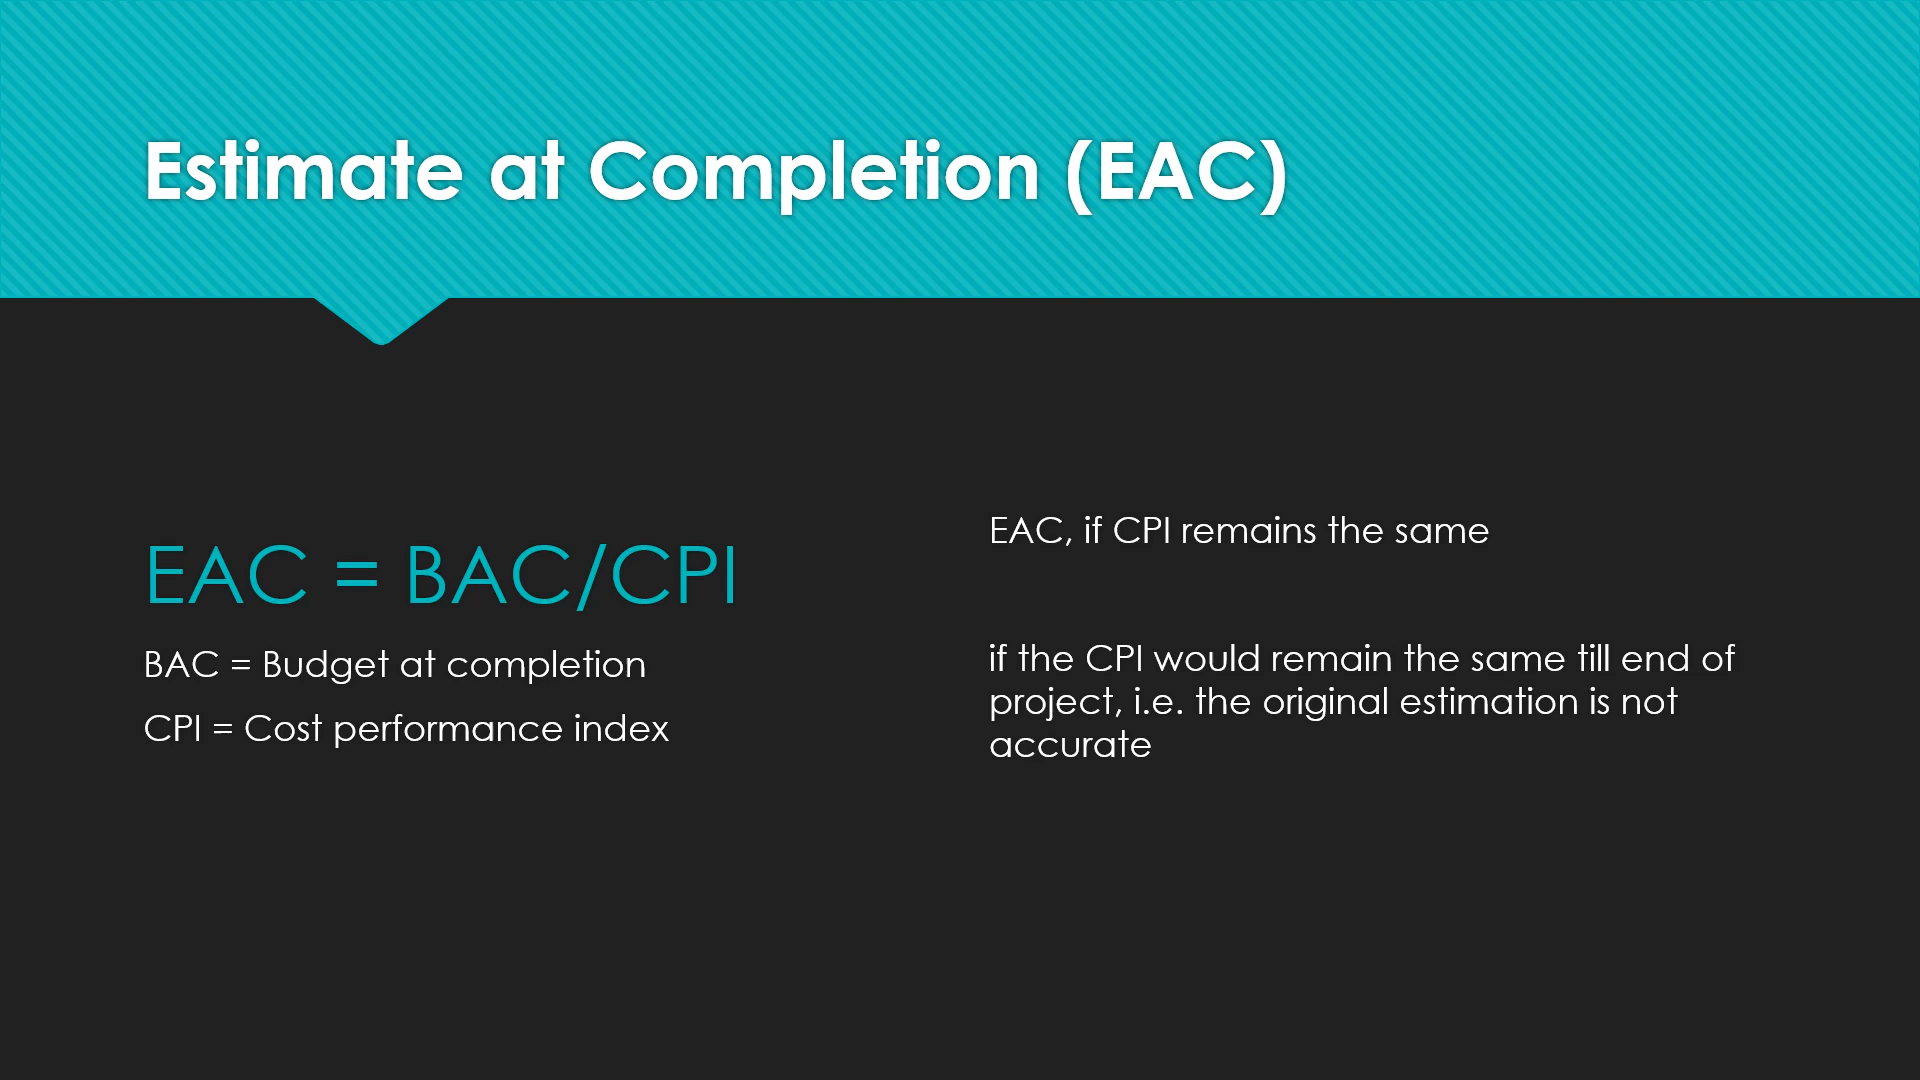 Estimate at Completion (EAC)
EAC = BAC/CPI
BAC = Budget at completion
CPI = Cost performance index
EAC, if CPI remains the same
if the CPI would remain the same till end of
project, i.e. the original estimation is not
accurate